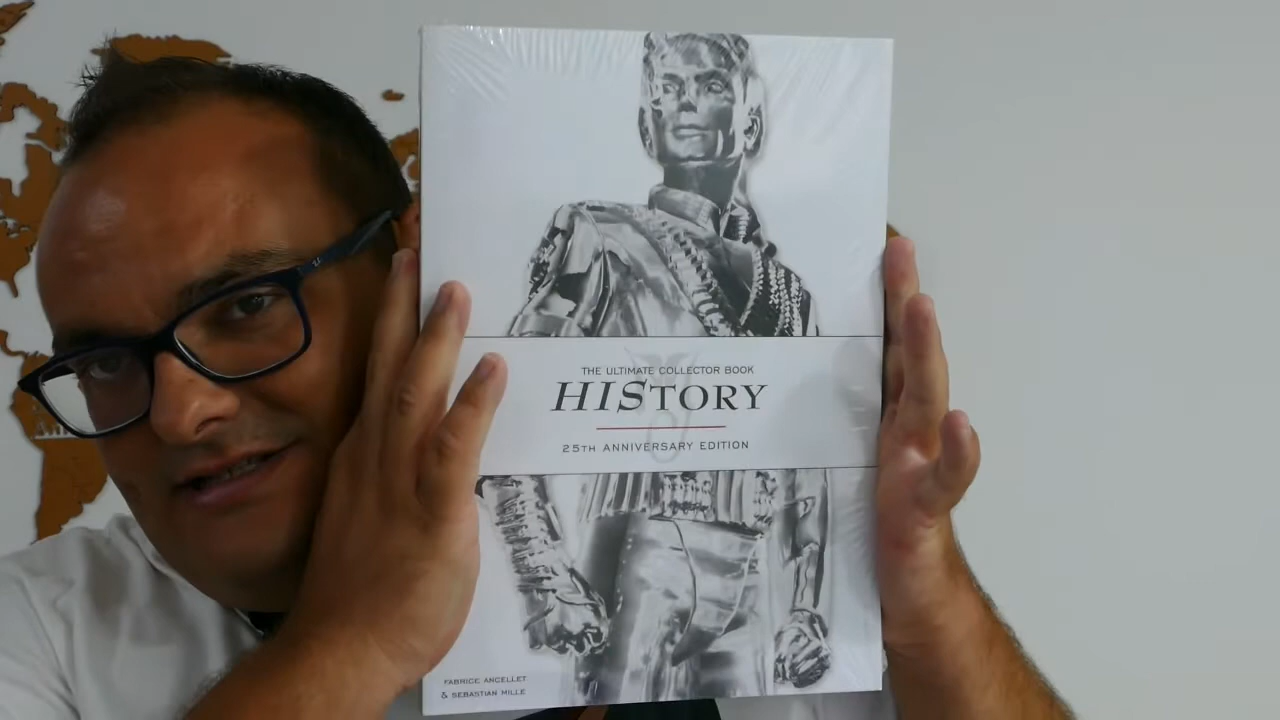 THE ULTIMATE COLLECTOR BOOK
HISTORY
25TH ANNIVERSARY EDITION
FABRICE ANCELLET
& SEBASTIAN MILLE